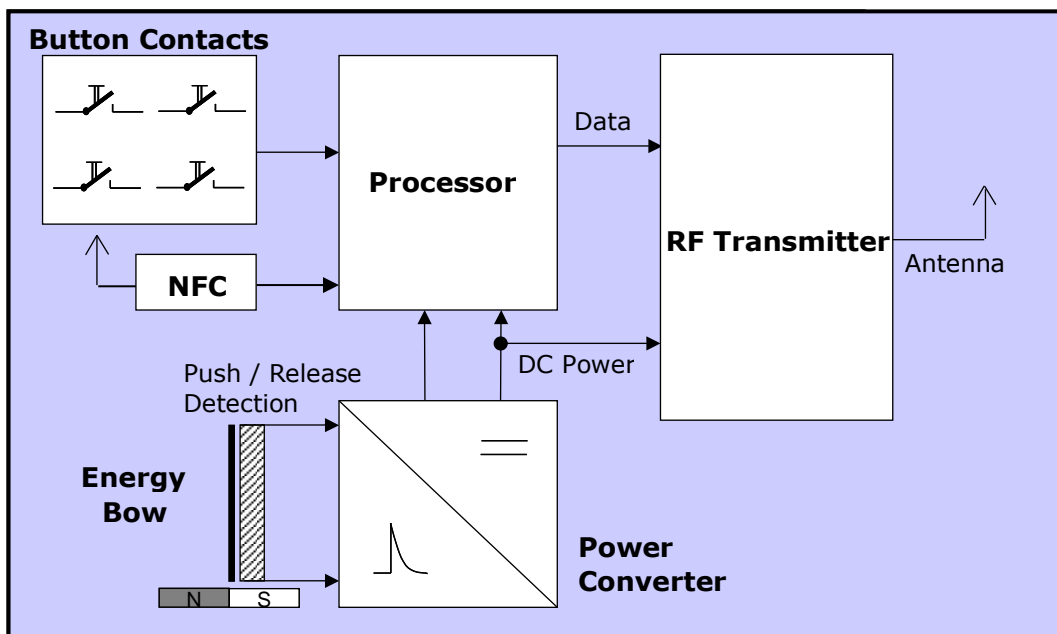 Button Contacts
Processor
Data
RF Transmitter
Antenna
NFC
DC Power
Push / Release
Detection
Energy
Bow
N S
Power
Converter